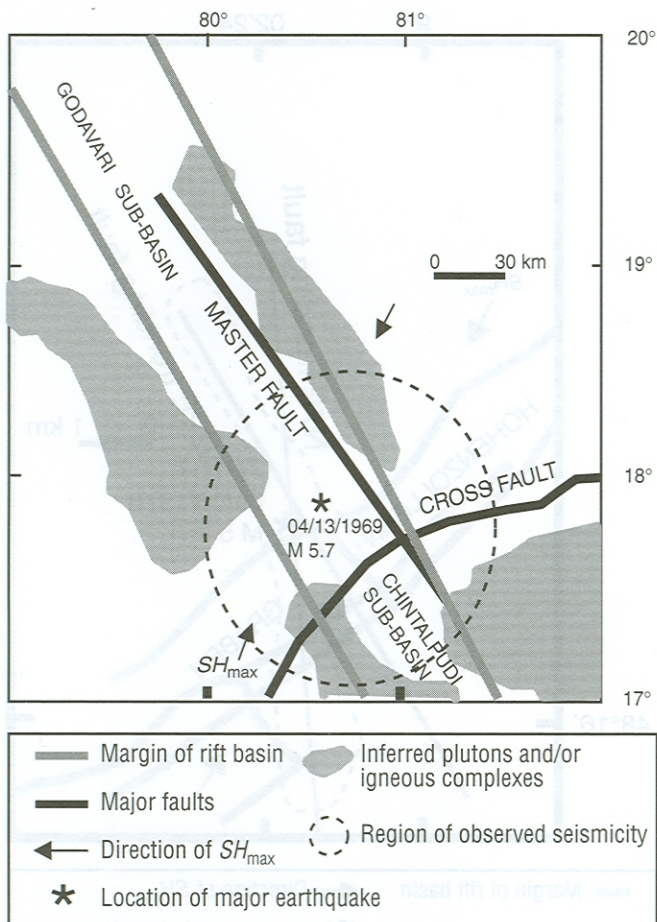 80°
81°
20°
GODAVARI SUB-BASIN
19°
0 30 km
MASTER FAULT
18°
CROSS FAULT
04/13/1969
M 5.7
CHINTALPUDI
SUB-BASIN
SHmax
17°
Margin of rift basin
Inferred plutons and/or
igneous complexes
Major faults
Region of observed seismicity
Direction of SHmax
Location of major earthquake